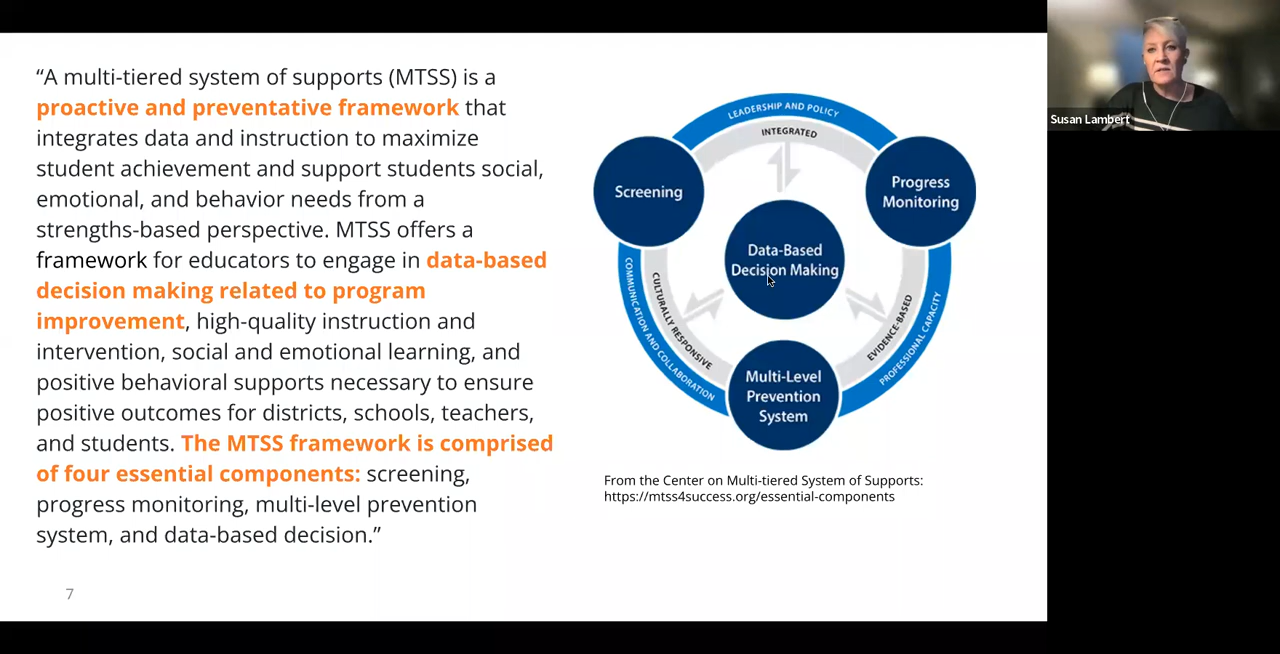 “A multi-tiered system of supports (MTSS) is a
proactive and preventative framework that
integrates data and instruction to maximize
student achievement and support students social,
emotional, and behavior needs from a
strengths-based perspective. MTSS offers a
framework for educators to engage in data-based
decision making related to program
improvement, high-quality instruction and
intervention, social and emotional learning, and
positive behavioral supports necessary to ensure
positive outcomes for districts, schools, teachers,
and students. The MTSS framework is comprised
of four essential components: screening,
progress monitoring, multi-level prevention
system, and data-based decision.”
7
LEADERSHIP AND POLICY
INTEGRATED
Screening
Progress
Monitoring
Data-Based
Decision Making
COMMUNICATION AND COLLABORATION
CULTURALLY RESPONSIVE
EVIDENCE-BASED
PROFESSIONAL CAPACITY
Multi-Level
Prevention
System
From the Center on Multi-tiered System of Supports:
https://mtss4success.org/essential-components
Susan Lambert